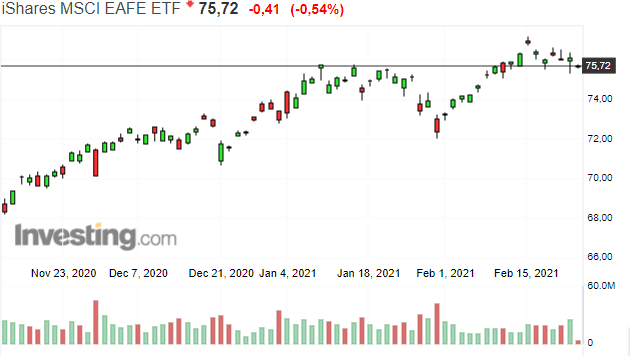 iShares MSCI EAFE ETF 75,72 -0,41 (-0,54%)
75,72
74,00
72,00
70,00
68,00
66,00
Investing.com
Nov 23, 2020 Dec 7, 2020 Dec 21, 2020 Jan 4, 2021 Jan 18, 2021 Feb 1, 2021 Feb 15, 2021
60.0M
0